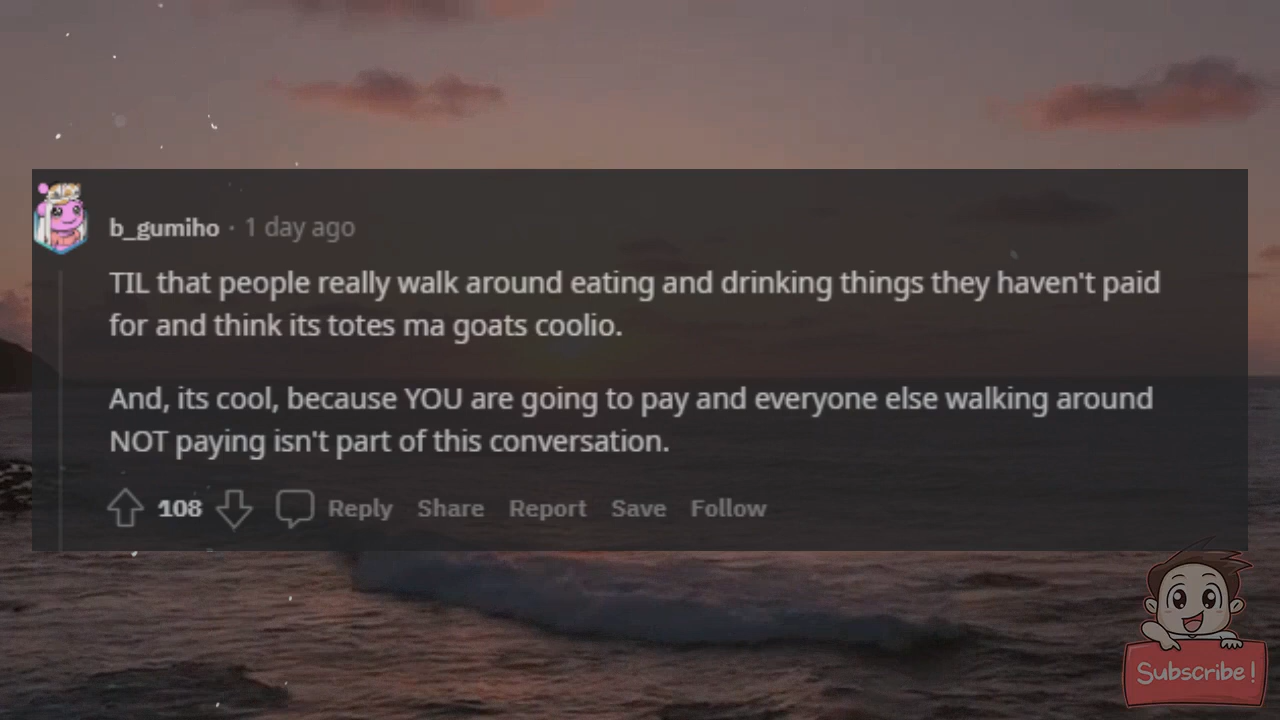 b_gumiho · 1 day ago
TIL that people really walk around eating and drinking things they haven't paid
for and think its totes ma goats coolio.
And, its cool, because YOU are going to pay and everyone else walking around
NOT paying isn't part of this conversation.
108 Reply Share Report Save Follow
Subscribe!